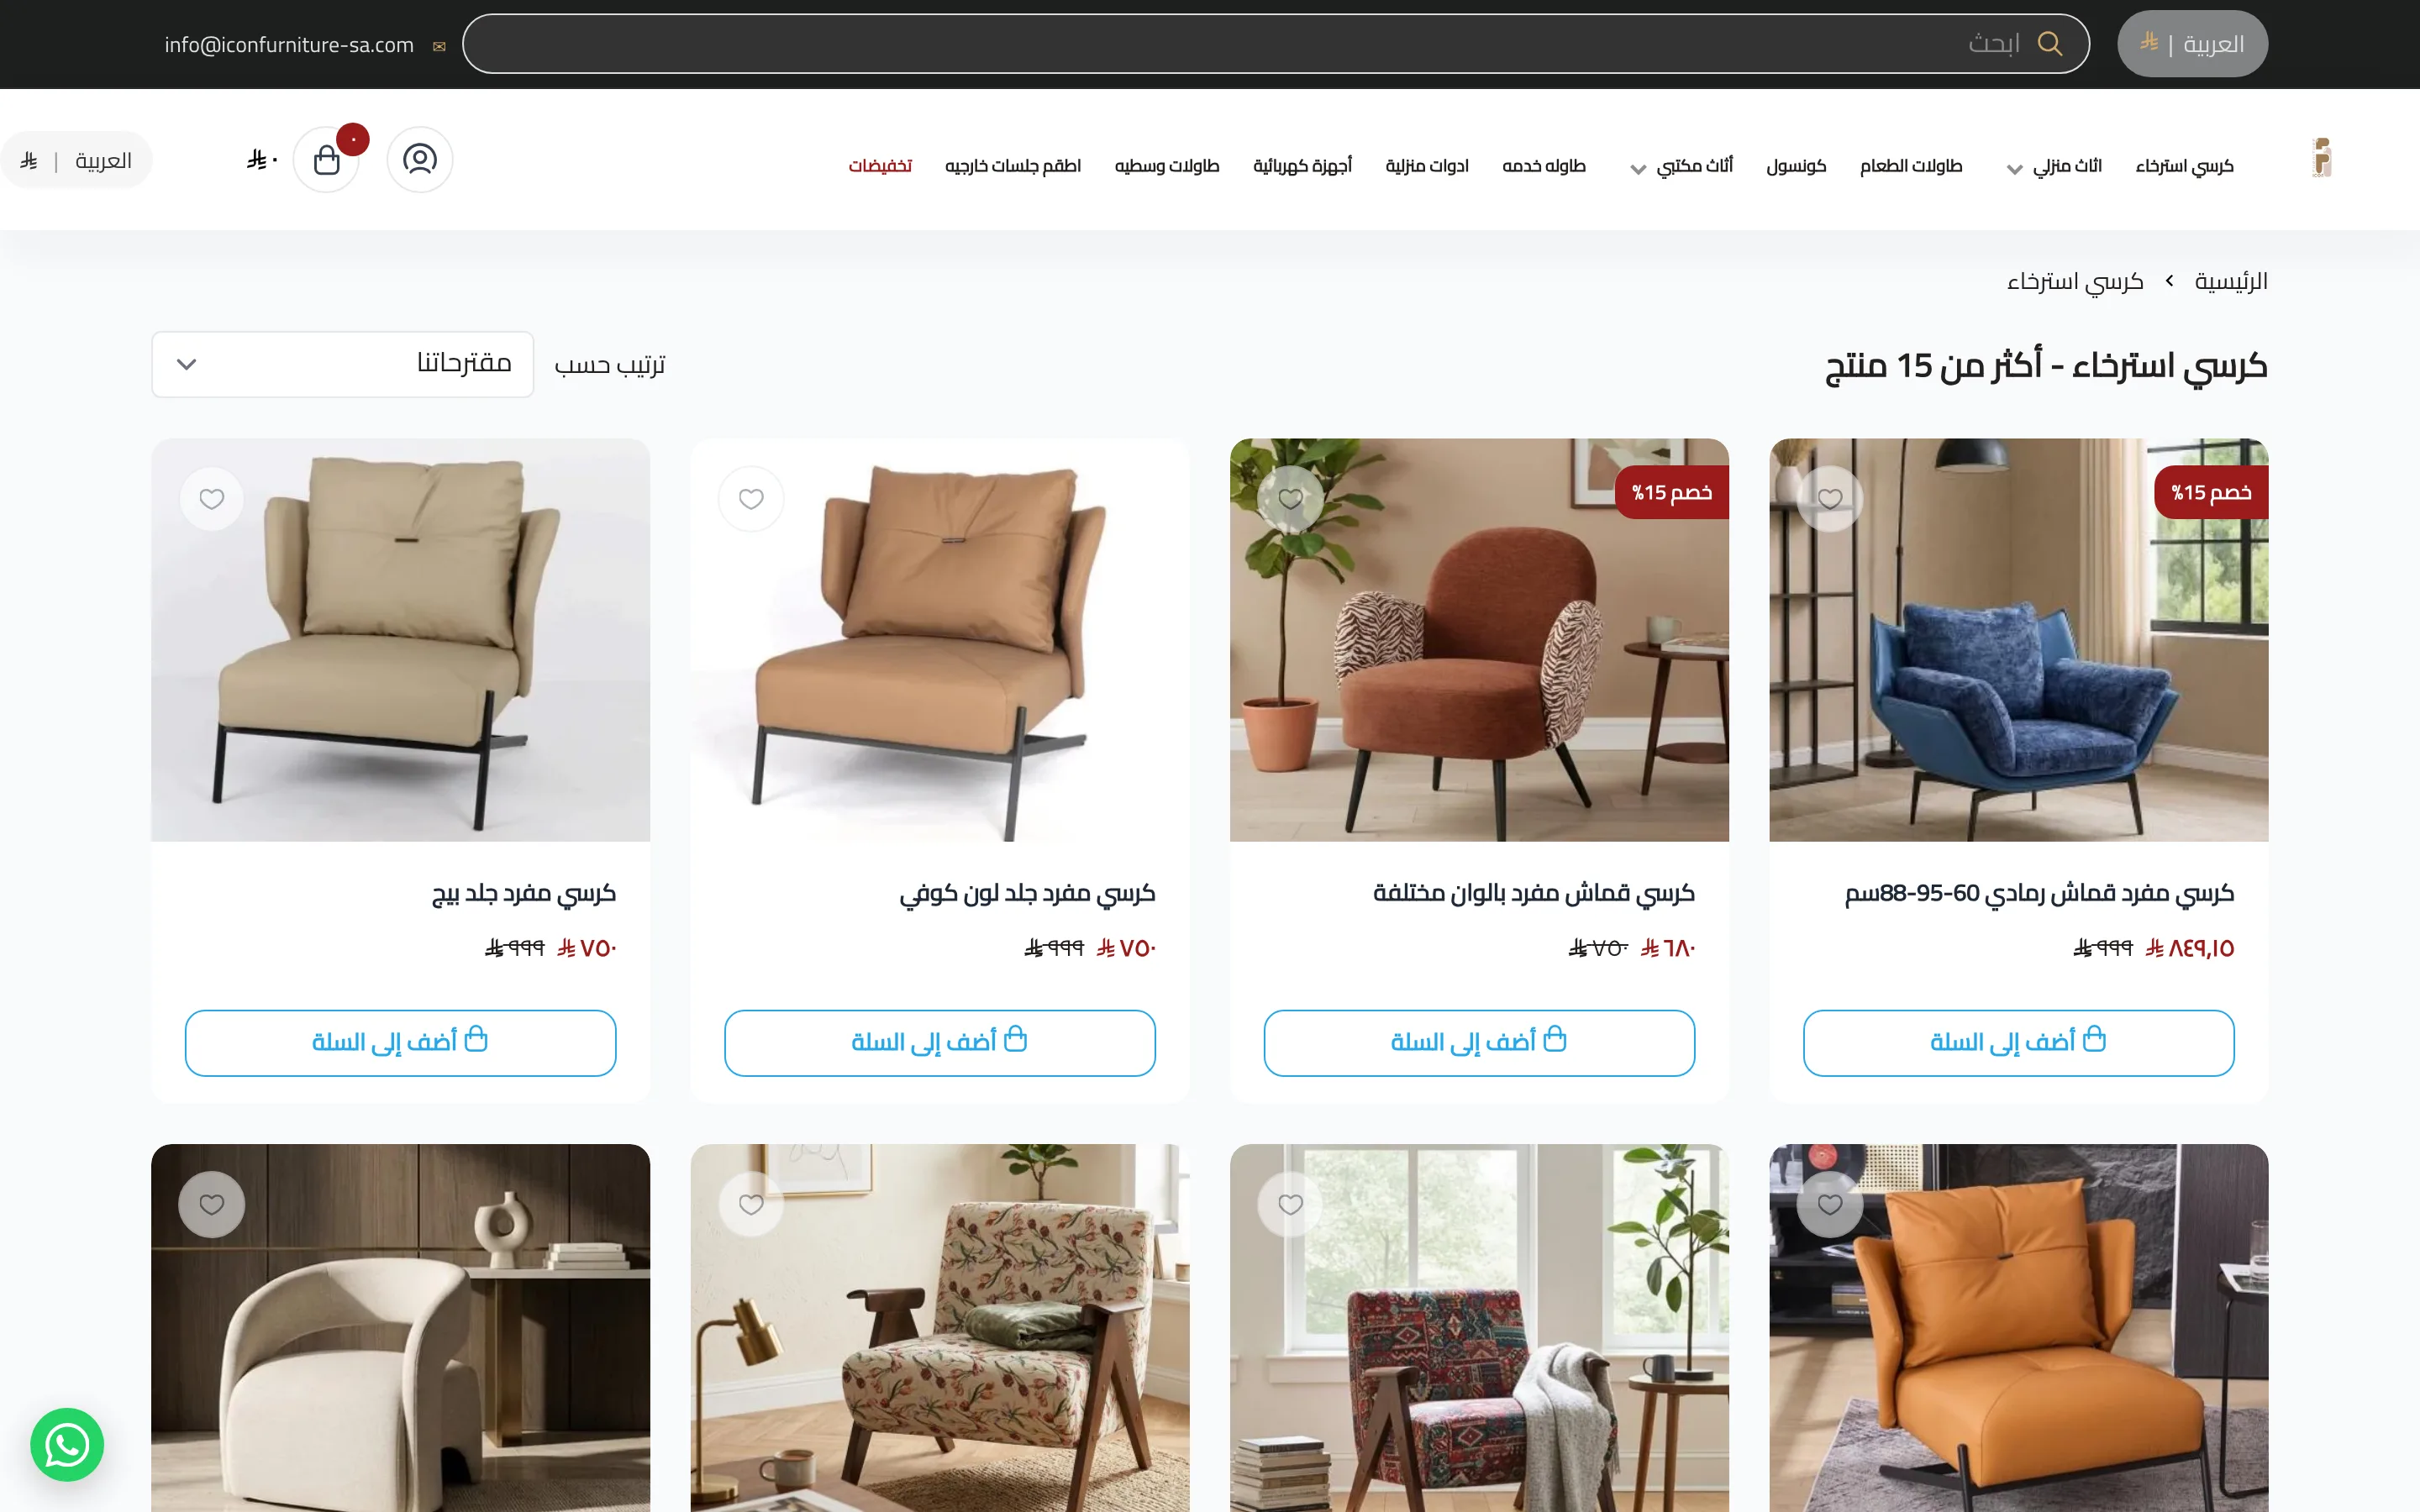 العربية |
ابحث
info@iconfurniture-sa.com
كرسي استرخاء
اثاث منزلي
طاولات الطعام
كونسول
أثاث مكتبي
طاوله خدمه
ادوات منزلية
أجهزة كهربائية
طاولات وسطيه
اطقم جلسات خارجيه
تخفيضات
٠
٠
العربية |
الرئيسية
كرسي استرخاء
كرسي استرخاء - أكثر من 15 منتج
ترتيب حسب
مقترحاتنا
خصم 15%
خصم 15%
كرسي مفرد قماش رمادي 60-95-88سم
٨٤٩,١٥ ٩٩٩
أضف إلى السلة
كرسي قماش مفرد بالوان مختلفة
٦٨٠ ٧٥٠
أضف إلى السلة
كرسي مفرد جلد لون كوفي
٧٥٠ ٩٩٩
أضف إلى السلة
كرسي مفرد جلد بيج
٧٥٠ ٩٩٩
أضف إلى السلة